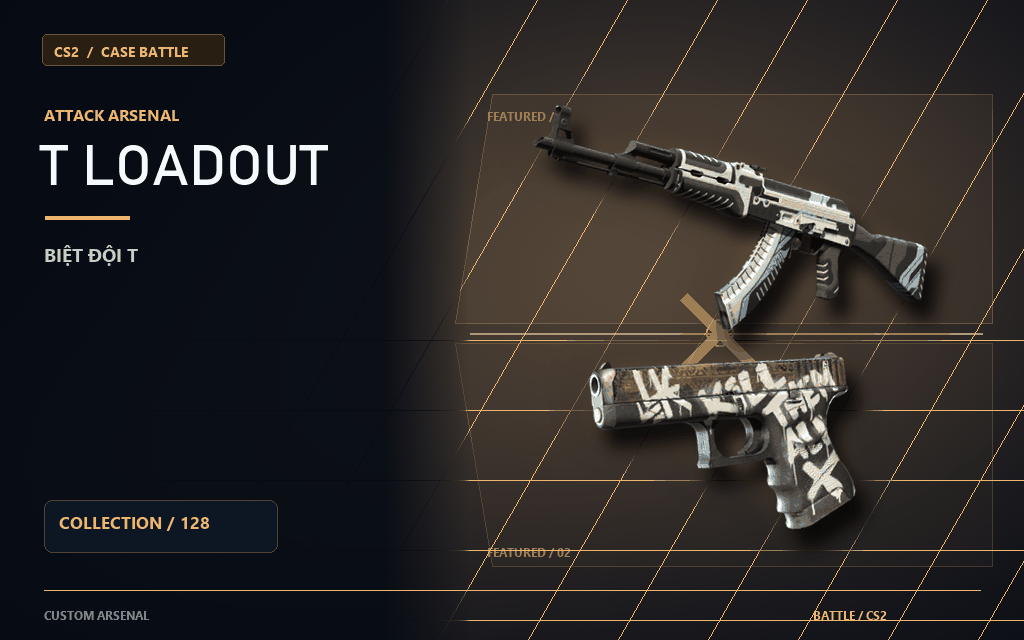 CS2 / CASE BATTLE
ATTACK ARSENAL
T LOADOUT
BIỆT ĐỘI T
FEATURED /
FEATURED / 02
COLLECTION / 128
CUSTOM ARSENAL
BATTLE / CS2